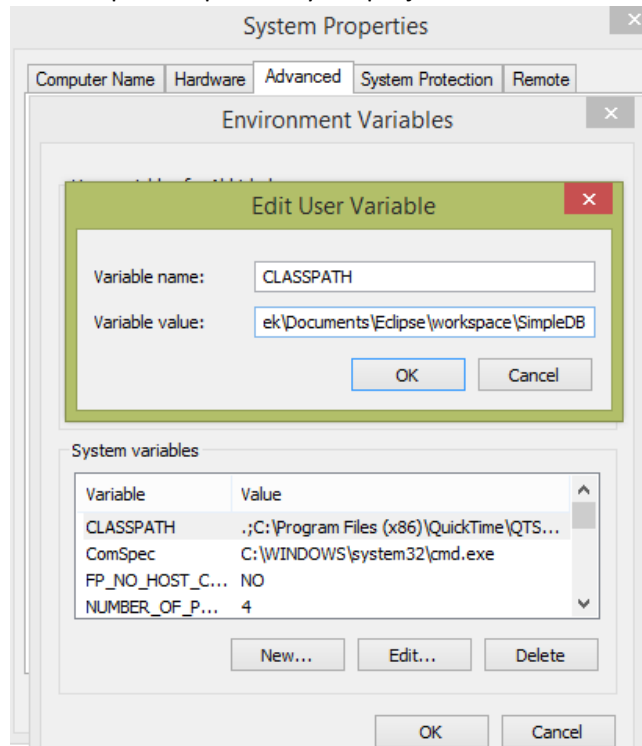 System Properties
Computer Name Hardware Advanced System Protection Remote
Environment Variables
Edit User Variable
Variable name: CLASSPATH
Variable value: ek\Documents\Eclipse\workspace\SimpleDB
OK Cancel
System variables
Variable Value
CLASSPATH .;C:\Program Files (x86)\QuickTime\QTS...
ComSpec C:\WINDOWS\system32\cmd.exe
FP_NO_HOST_C... NO
NUMBER_OF_P... 4
New... Edit... Delete
OK Cancel